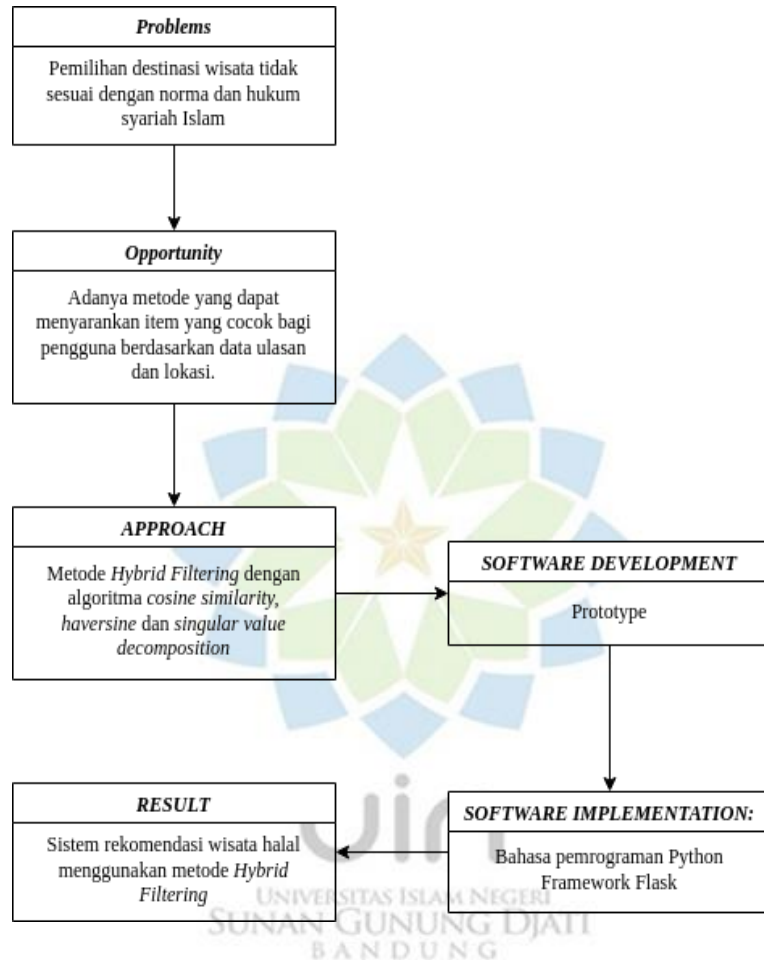 Problems
Pemilihan destinasi wisata tidak
sesuai dengan norma dan hukum
syariah Islam
Opportunity
Adanya metode yang dapat
menyarankan item yang cocok bagi
pengguna berdasarkan data ulasan
dan lokasi.
APPROACH
Metode Hybrid Filtering dengan
algoritma cosine similarity,
haversine dan singular value
decomposition
SOFTWARE DEVELOPMENT
Prototype
SOFTWARE IMPLEMENTATION:
Bahasa pemrograman Python
Framework Flask
RESULT
Sistem rekomendasi wisata halal
menggunakan metode Hybrid
Filtering
uin
UNIVERSITAS ISLAM NEGERI
SUNAN GUNUNG DJATI
BANDUNG